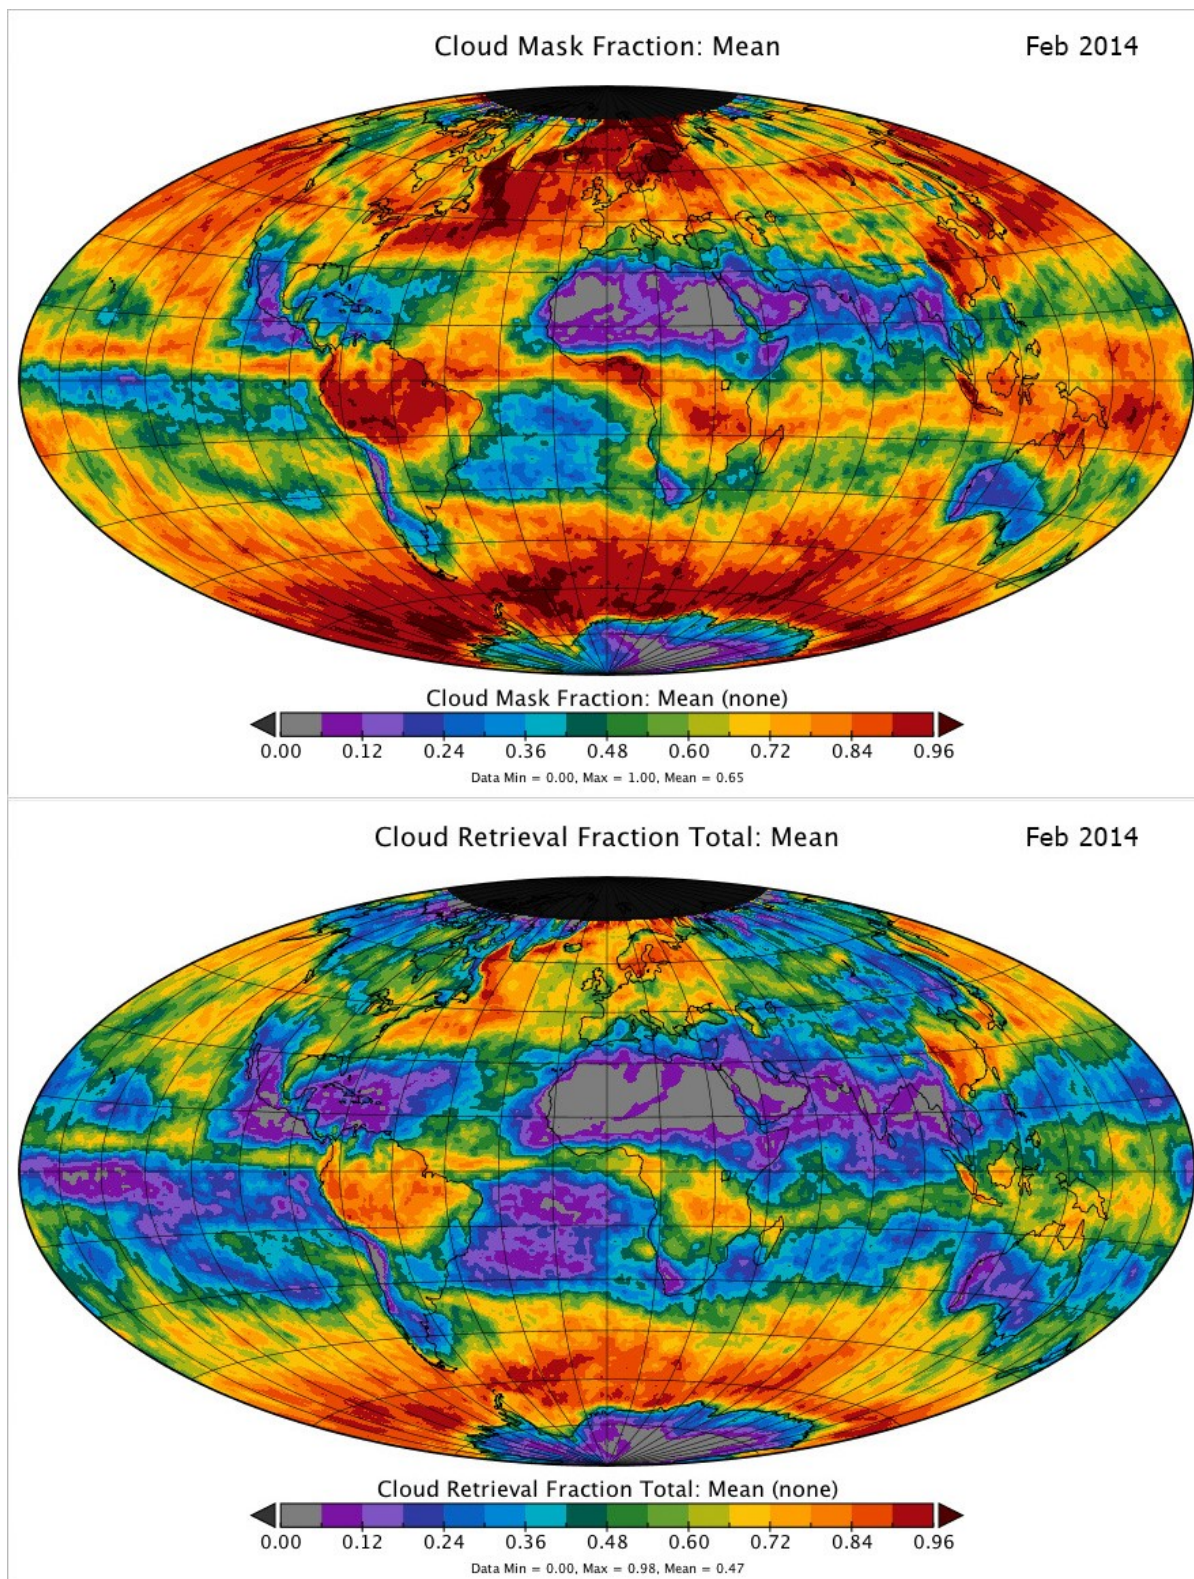 Cloud Mask Fraction: Mean Feb 2014
Cloud Mask Fraction: Mean (none)
0.00 0.12 0.24 0.36 0.48 0.60 0.72 0.84 0.96
Data Min = 0.00, Max = 1.00, Mean = 0.65
Cloud Retrieval Fraction Total: Mean Feb 2014
Cloud Retrieval Fraction Total: Mean (none)
0.00 0.12 0.24 0.36 0.48 0.60 0.72 0.84 0.96
Data Min = 0.00, Max = 0.98, Mean = 0.47